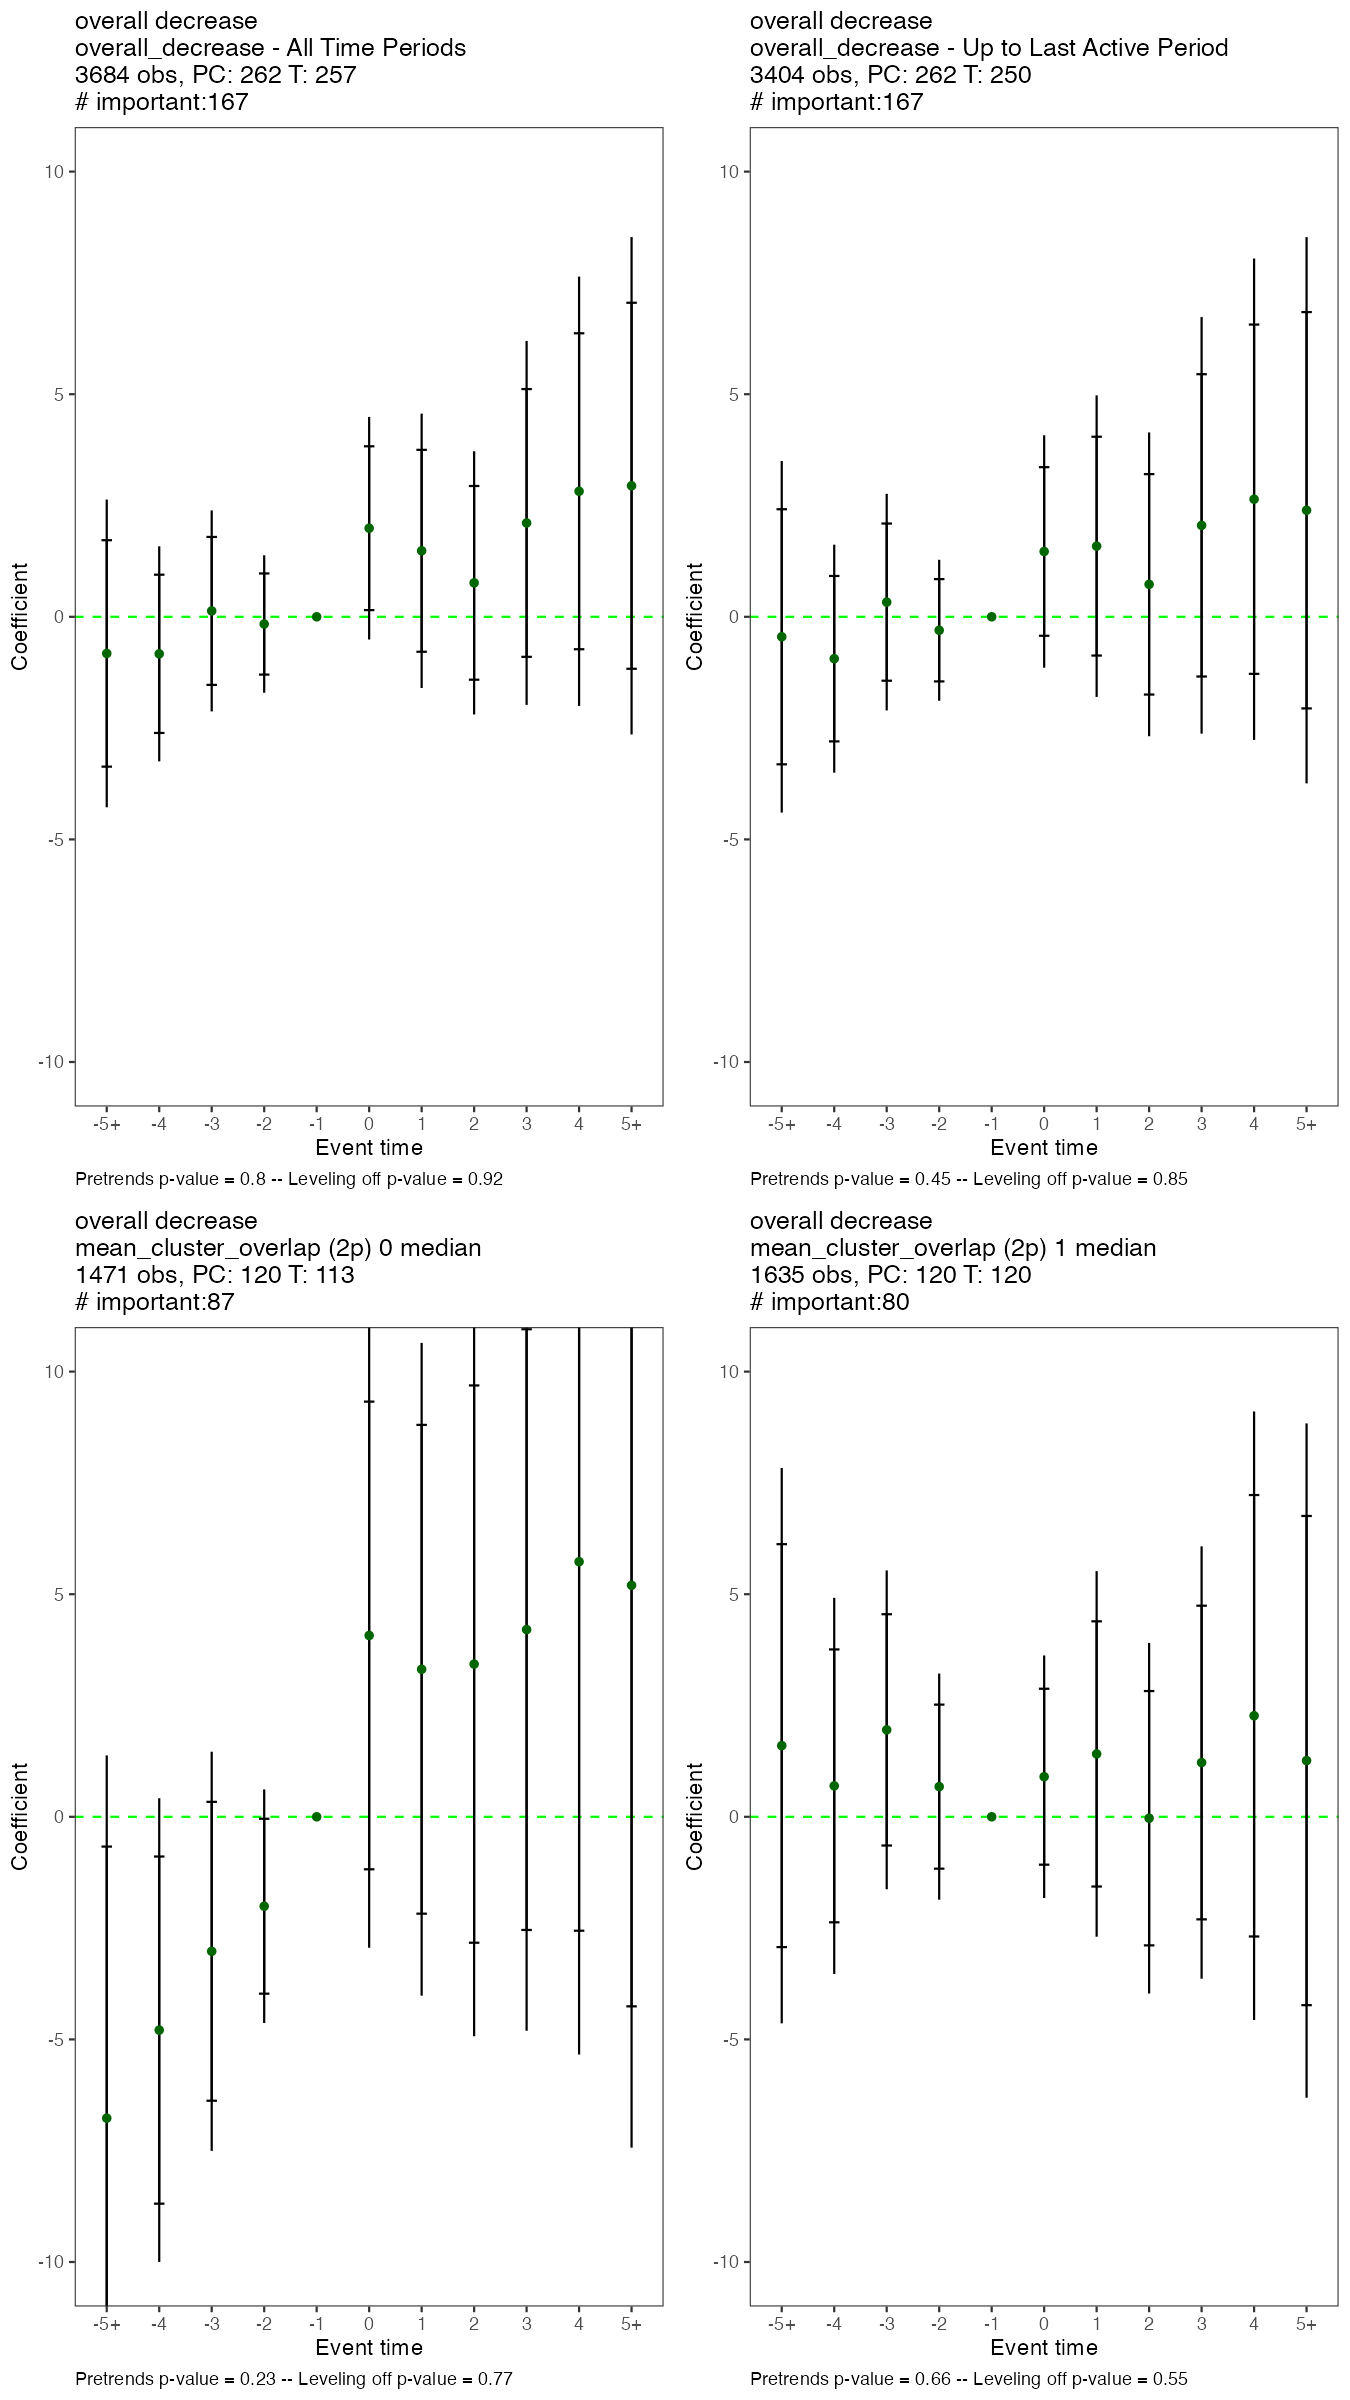 overall decrease
overall_decrease - All Time Periods
3684 obs, PC: 262 T: 257
# important:167
10
5
0
-5
-10
Coefficient
-5+ -4 -3 -2 -1 0 1 2 3 4 5+
Event time
Pretrends p-value = 0.8 -- Leveling off p-value = 0.92
overall decrease
overall_decrease - Up to Last Active Period
3404 obs, PC: 262 T: 250
# important:167
10
5
0
-5
-10
Coefficient
-5+ -4 -3 -2 -1 0 1 2 3 4 5+
Event time
Pretrends p-value = 0.45 -- Leveling off p-value = 0.85
overall decrease
mean_cluster_overlap (2p) 0 median
1471 obs, PC: 120 T: 113
# important:87
10
5
0
-5
-10
Coefficient
-5+ -4 -3 -2 -1 0 1 2 3 4 5+
Event time
Pretrends p-value = 0.23 -- Leveling off p-value = 0.77
overall decrease
mean_cluster_overlap (2p) 1 median
1635 obs, PC: 120 T: 120
# important:80
10
5
0
-5
-10
Coefficient
-5+ -4 -3 -2 -1 0 1 2 3 4 5+
Event time
Pretrends p-value = 0.66 -- Leveling off p-value = 0.55